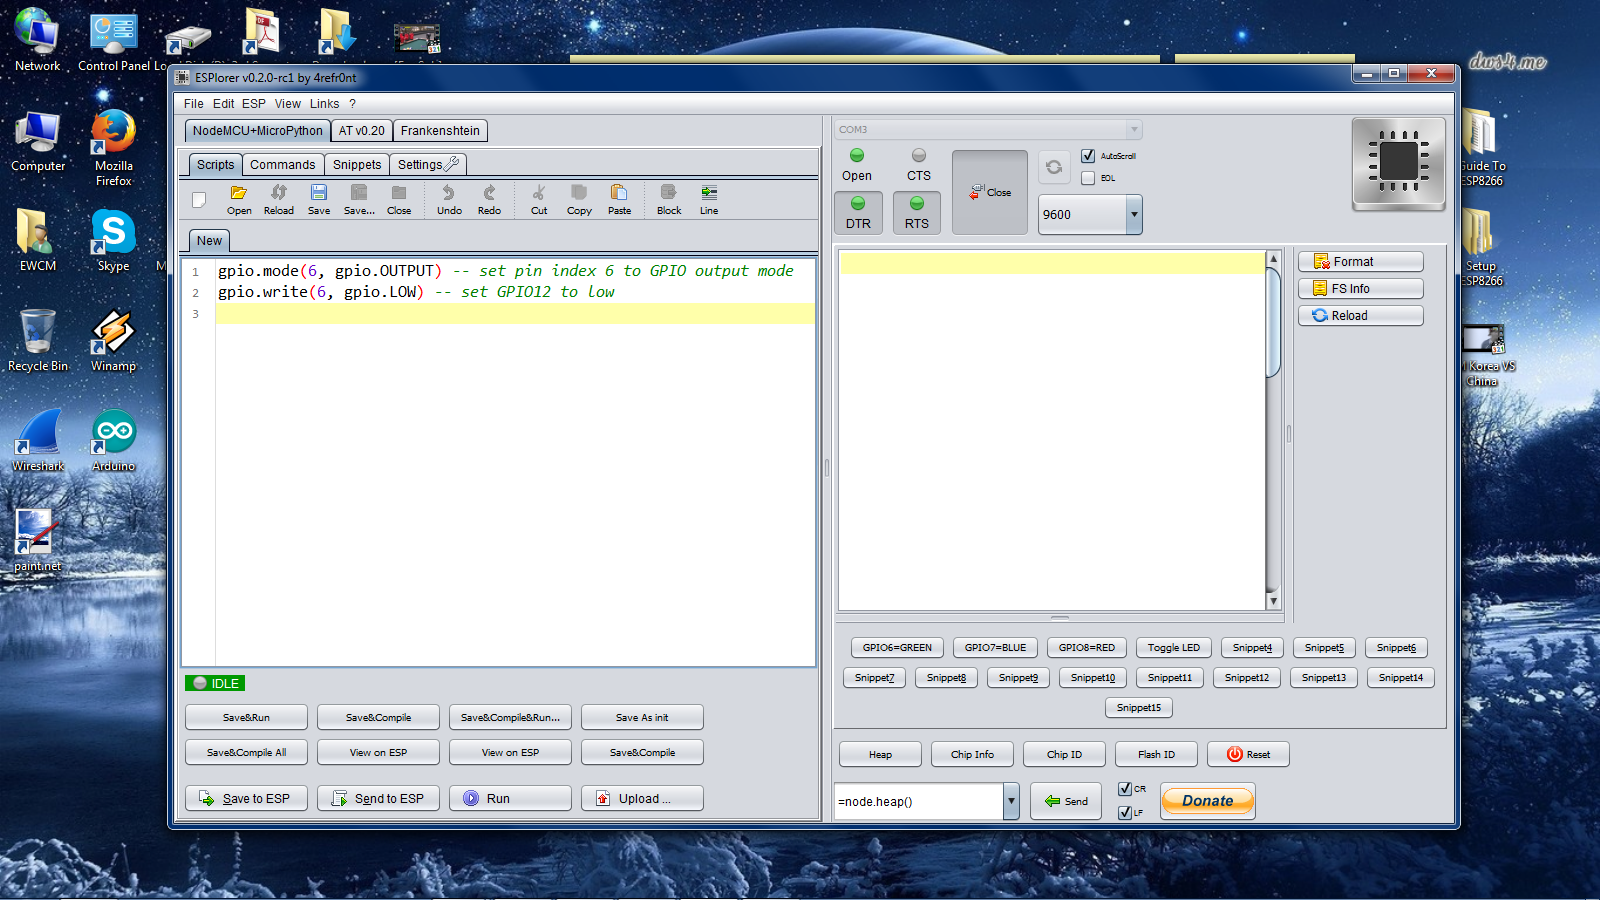 Network
Control Panel
dws4.me
ESPlorer v0.2.0-rc1 by 4refr0nt
File Edit ESP View Links ?
NodeMCU+MicroPython AT v0.20 Frankenshtein
COM3
Scripts Commands Snippets Settings
AutoScroll
EOL
Open CTS Close
DTR RTS 9600
Open Reload Save Save... Close Undo Redo Cut Copy Paste Block Line
New
1 gpio.mode(6, gpio.OUTPUT) -- set pin index 6 to GPIO output mode
2 gpio.write(6, gpio.LOW) -- set GPIO12 to low
3
Format
FS Info
Reload
GPIO6=GREEN GPIO7=BLUE GPIO8=RED Toggle LED Snippet4 Snippet5 Snippet6
Snippet7 Snippet8 Snippet9 Snippet10 Snippet11 Snippet12 Snippet13 Snippet14
Snippet15
IDLE
Save&Run Save&Compile Save&Compile&Run... Save As init
Save&Compile All View on ESP View on ESP Save&Compile
Save to ESP Send to ESP Run Upload ...
Heap Chip Info Chip ID Flash ID Reset
=node.heap() Send
CR
LF
Donate
Computer
Mozilla
Firefox
EWCM
Skype
Recycle Bin
Winamp
Wireshark
Arduino
paint.net
Guide To
ESP8266
Setup
ESP8266
Korea VS
China